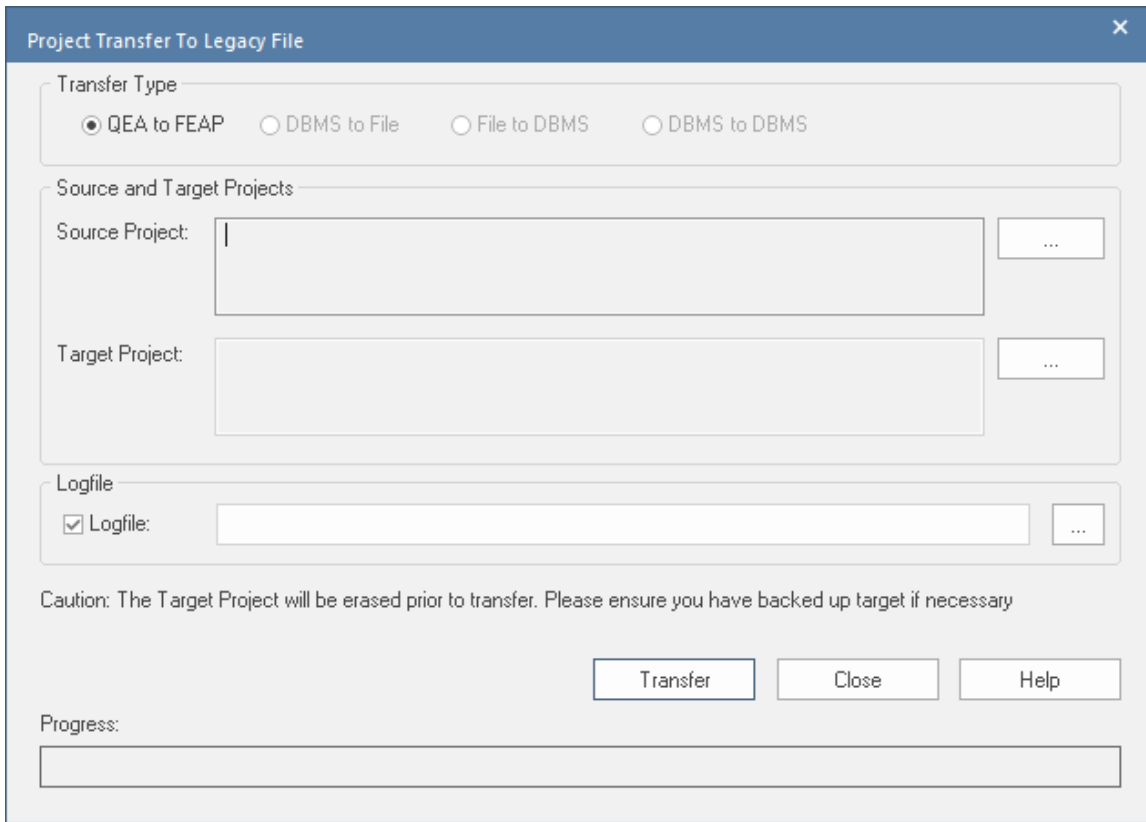 Project Transfer To Legacy File
Transfer Type
QEA to FEAP DBMS to File File to DBMS DBMS to DBMS
Source and Target Projects
Source Project: ...
Target Project: ...
Logfile
Logfile: ...
Caution: The Target Project will be erased prior to transfer. Please ensure you have backed up target if necessary
Transfer Close Help
Progress: